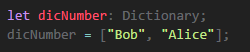 let dicNumber: Dictionary;
dicNumber = ["Bob", "Alice"];